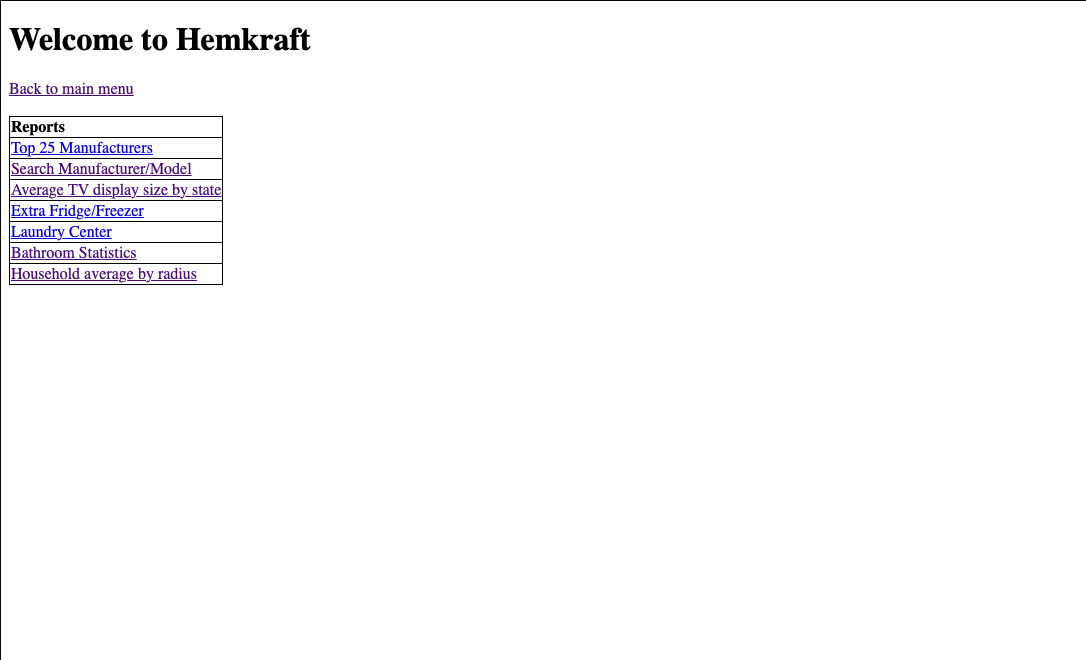 Welcome to Hemkraft
Back to main menu
Reports
Top 25 Manufacturers
Search Manufacturer/Model
Average TV display size by state
Extra Fridge/Freezer
Laundry Center
Bathroom Statistics
Household average by radius